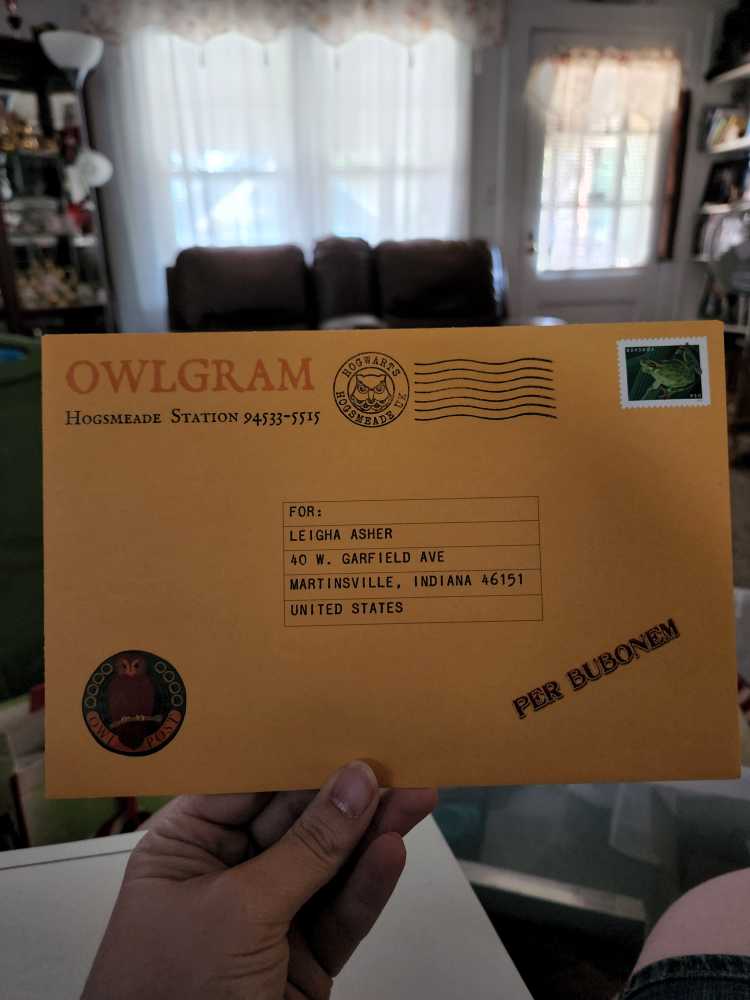 OWLGRAM
HOGSMEADE STATION 94533-5515
HOGWARTS
HOGSMEADE UK
FOR:
LEIGHA ASHER
40 W. GARFIELD AVE
MARTINSVILLE, INDIANA 46151
UNITED STATES
PER BUBONEM
OWL POST